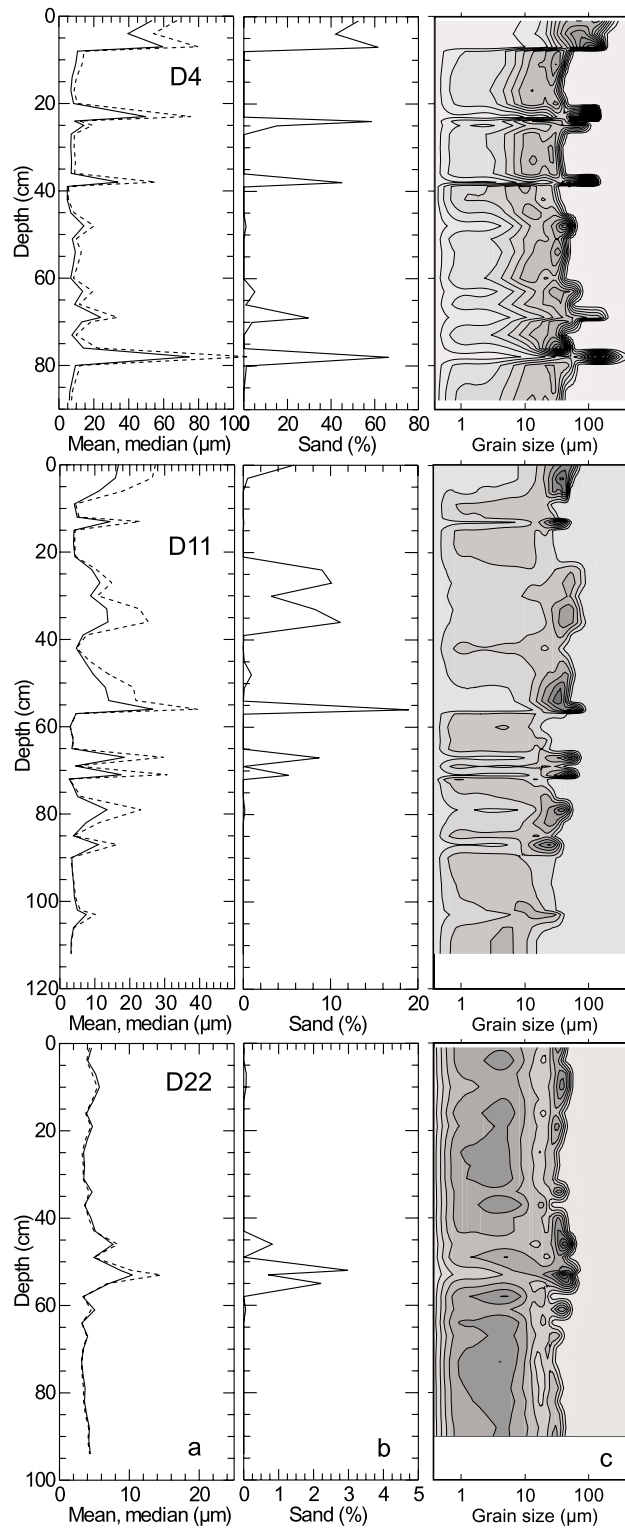 0
20
40
60
80
Depth (cm)
D4
0 20 40 60 80 100
Mean, median (µm)
0 20 40 60 80
Sand (%)
1 10 100
Grain size (µm)
0
20
40
60
80
100
120
Depth (cm)
D11
0 10 20 30 40
Mean, median (µm)
0 10 20
Sand (%)
1 10 100
Grain size (µm)
0
20
40
60
80
100
Depth (cm)
D22
a
b
c
0 10 20
Mean, median (µm)
0 1 2 3 4 5
Sand (%)
1 10 100
Grain size (µm)